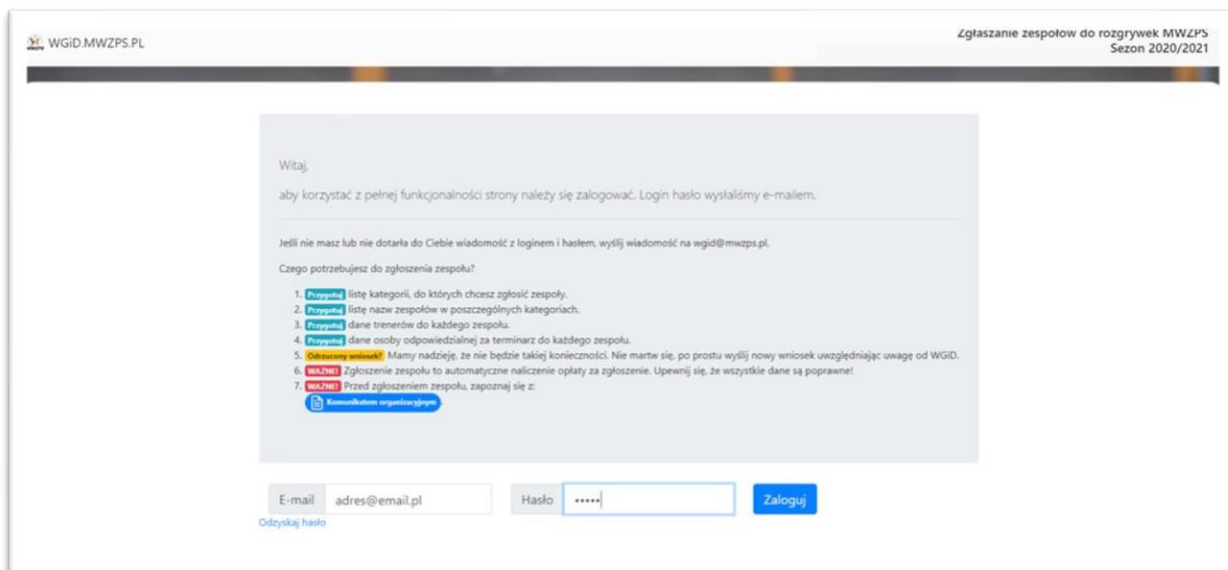 WGiD.MWZPS.PL
Zgłaszanie zespołów do rozgrywek MWZPS
Sezon 2020/2021
Witaj,
aby korzystać z pełnej funkcjonalności strony należy się zalogować. Login hasło wysłaliśmy e-mailem.
Jeśli nie masz lub nie dotarła do Ciebie wiadomość z loginem i hasłem, wyślij wiadomość na wgid@mwzps.pl.
Czego potrzebujesz do zgłoszenia zespołu?
1. Przygotuj listę kategorii, do których chcesz zgłosić zespoły.
2. Przygotuj listę nazw zespołów w poszczególnych kategoriach.
3. Przygotuj dane trenerów do każdego zespołu.
4. Przygotuj dane osoby odpowiedzialnej za terminarz do każdego zespołu.
5. Odrzucony wniosek? Mamy nadzieję, że nie będzie takiej konieczności. Nie martw się, po prostu wyślij nowy wniosek uwzględniając uwagę od WGiD.
6. WAŻNE! Zgłoszenie zespołu to automatyczne naliczenie opłaty za zgłoszenie. Upewnij się, że wszystkie dane są poprawne!
7. WAŻNE! Przed zgłoszeniem zespołu, zapoznaj się z:
Komunikatem organizacyjnym
E-mail adres@email.pl Hasło ••••• Zaloguj
Odzyskaj hasło